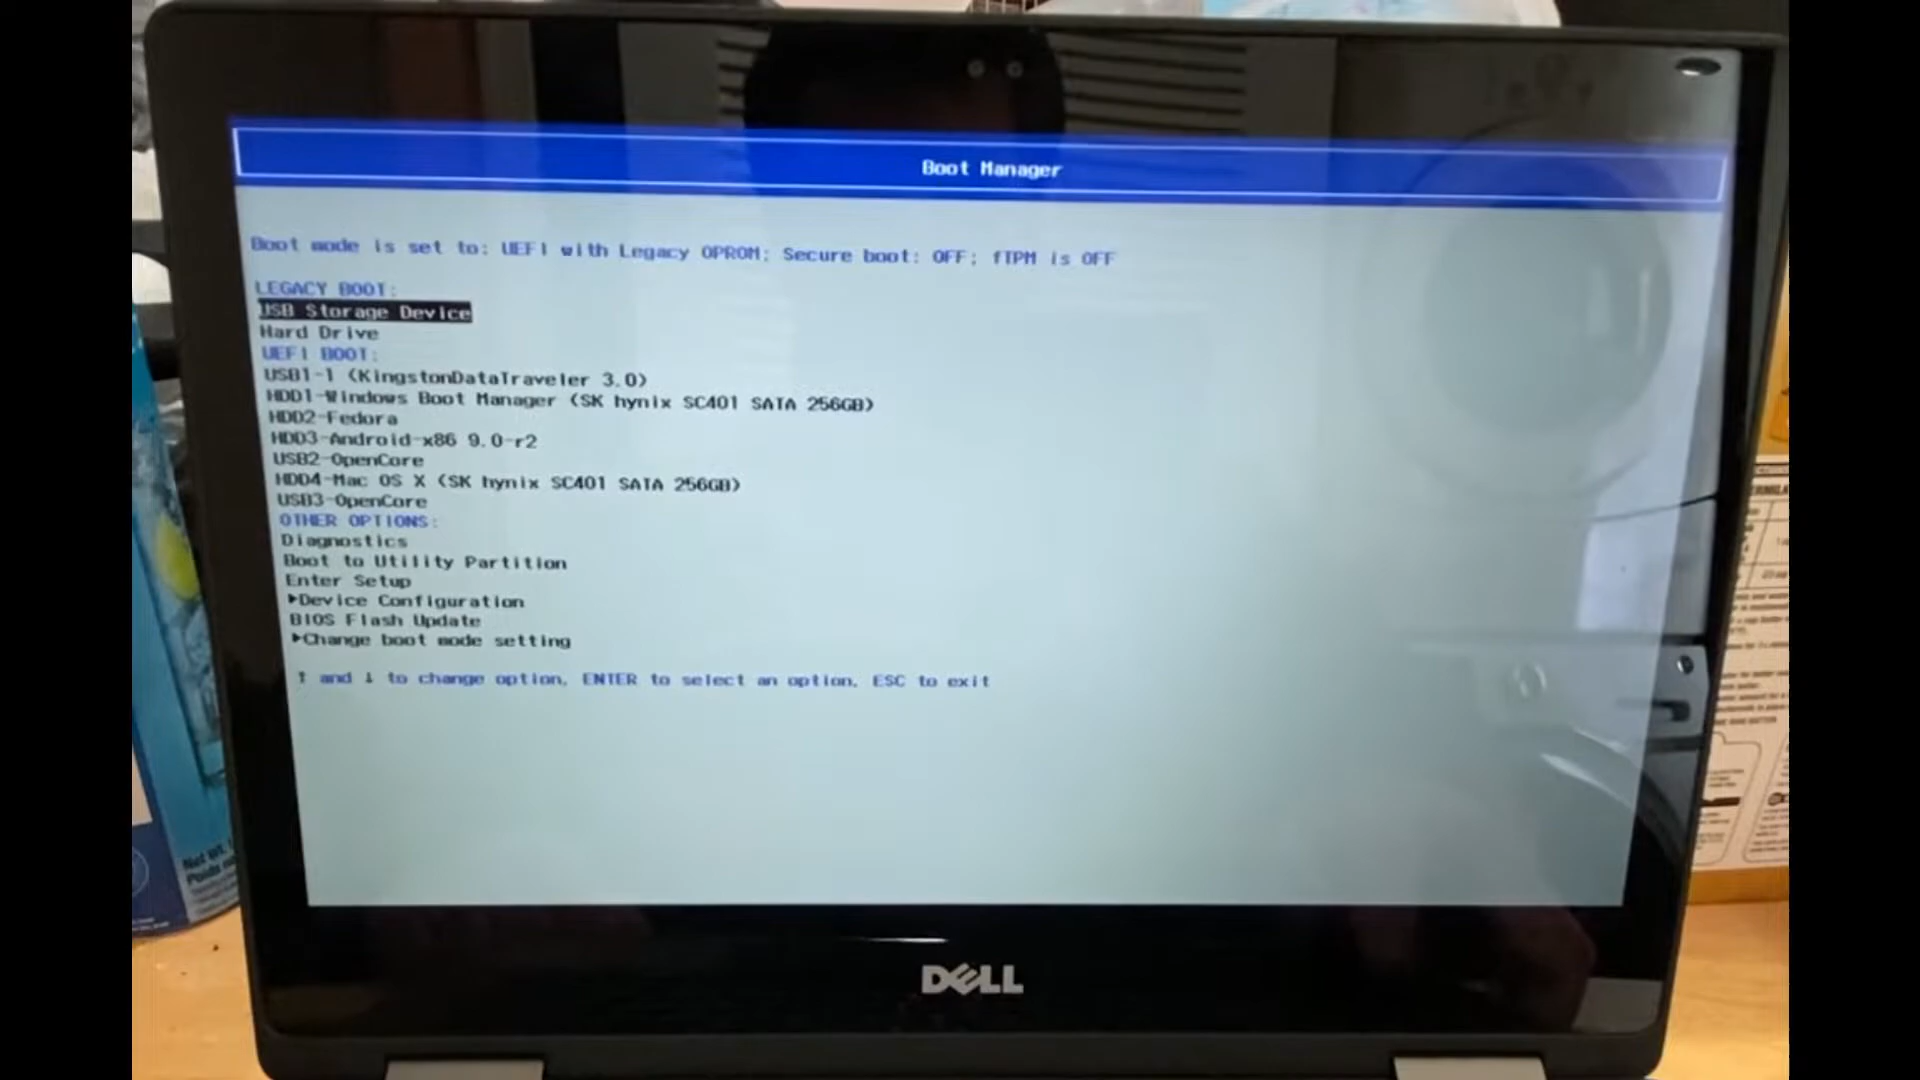 Boot Manager
Boot mode is set to: UEFI with Legacy OPROM; Secure boot: OFF; fTPM is OFF
LEGACY BOOT:
USB Storage Device
Hard Drive
UEFI BOOT:
USB1-1 (KingstonDataTraveler 3.0)
HDD1-Windows Boot Manager (SK hynix SC401 SATA 256GB)
HDD2-Fedora
HDD3-Android-x86 9.0-r2
USB2-OpenCore
HDD4-Mac OS X (SK hynix SC401 SATA 256GB)
USB3-OpenCore
OTHER OPTIONS:
Diagnostics
Boot to Utility Partition
Enter Setup
▸Device Configuration
BIOS Flash Update
▸Change boot mode setting
↑ and ↓ to change option, ENTER to select an option, ESC to exit
Net Wt.
Poids
DELL